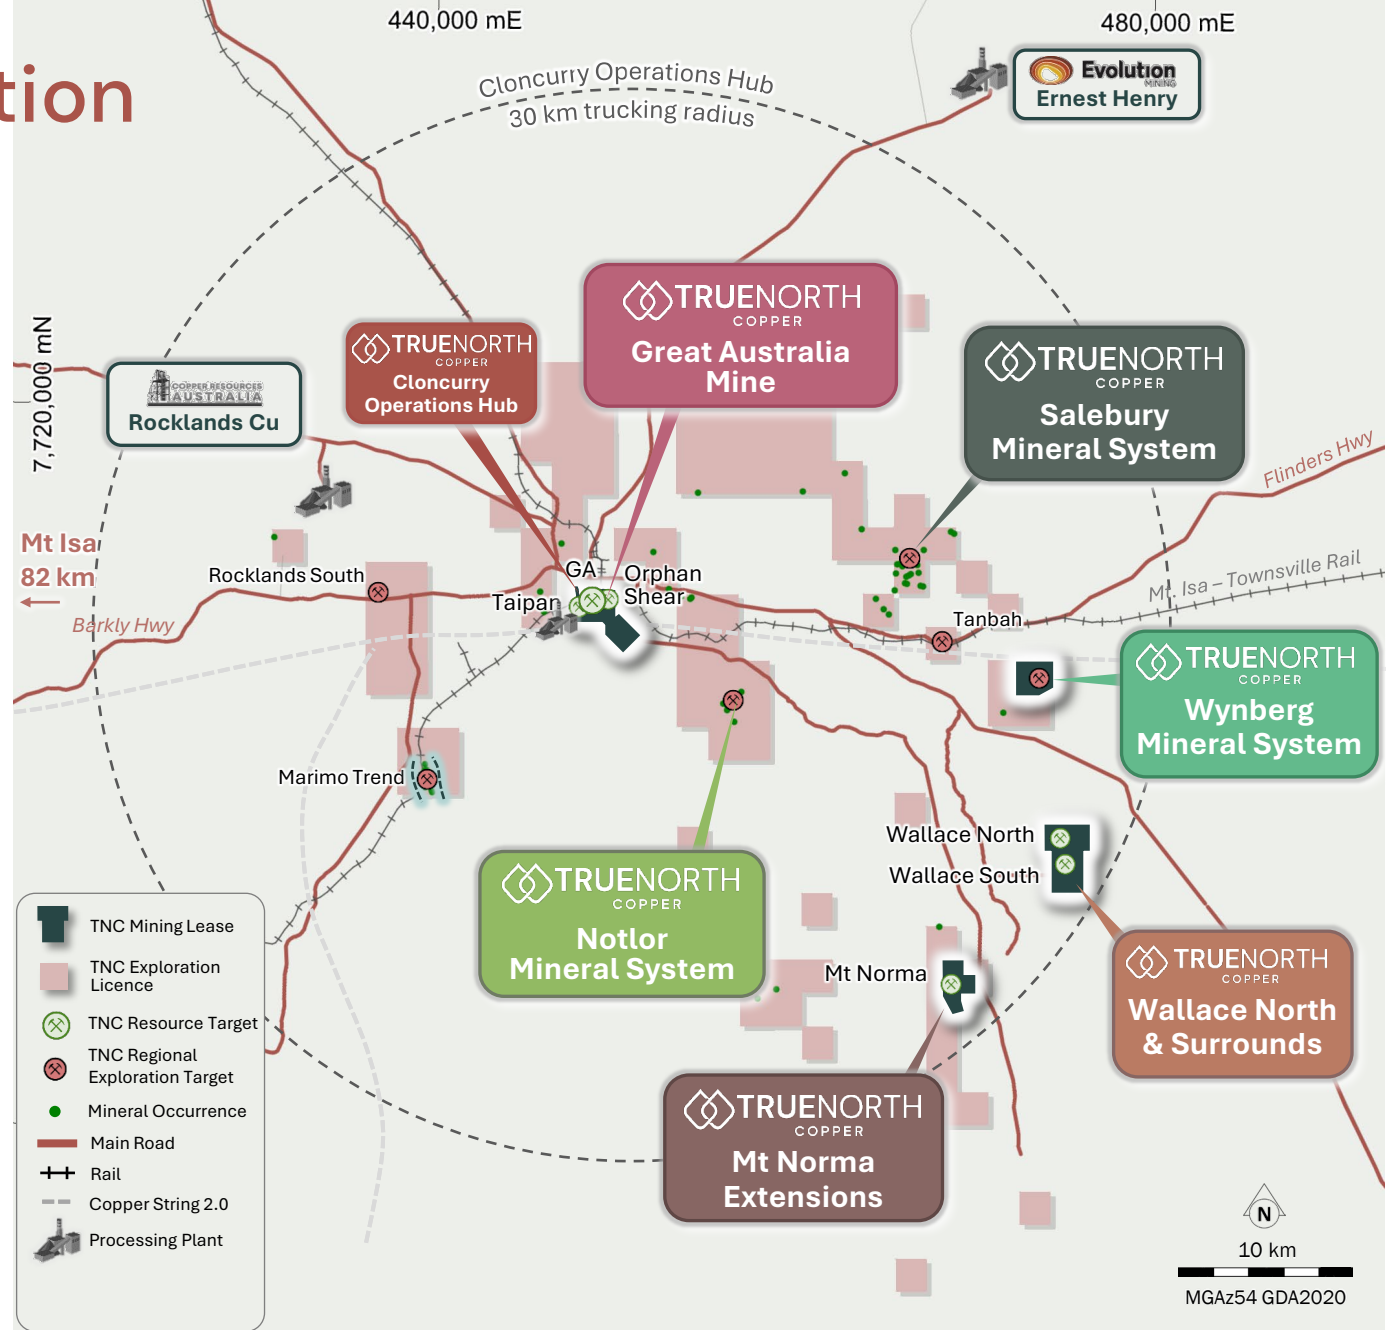 440,000 mE
480,000 mE
tion
Cloncurry Operations Hub
30 km trucking radius
Evolution
MINING
Ernest Henry
7,720,000 mN
TRUENORTH
COPPER
Great Australia
Mine
TRUENORTH
COPPER
Cloncurry
Operations Hub
TRUENORTH
COPPER
Salebury
Mineral System
COPPER RESOURCES
AUSTRALIA
Rocklands Cu
Flinders Hwy
Mt Isa
82 km
Rocklands South
GA
Orphan
Shear
Taipan
Mt. Isa – Townsville Rail
Barkly Hwy
Tanbah
TRUENORTH
COPPER
Wynberg
Mineral System
Marimo Trend
Wallace North
Wallace South
TRUENORTH
COPPER
Notlor
Mineral System
Mt Norma
TRUENORTH
COPPER
Wallace North
& Surrounds
TRUENORTH
COPPER
Mt Norma
Extensions
TNC Mining Lease
TNC Exploration
Licence
TNC Resource Target
TNC Regional
Exploration Target
Mineral Occurrence
Main Road
Rail
Copper String 2.0
Processing Plant
N
10 km
MGAz54 GDA2020